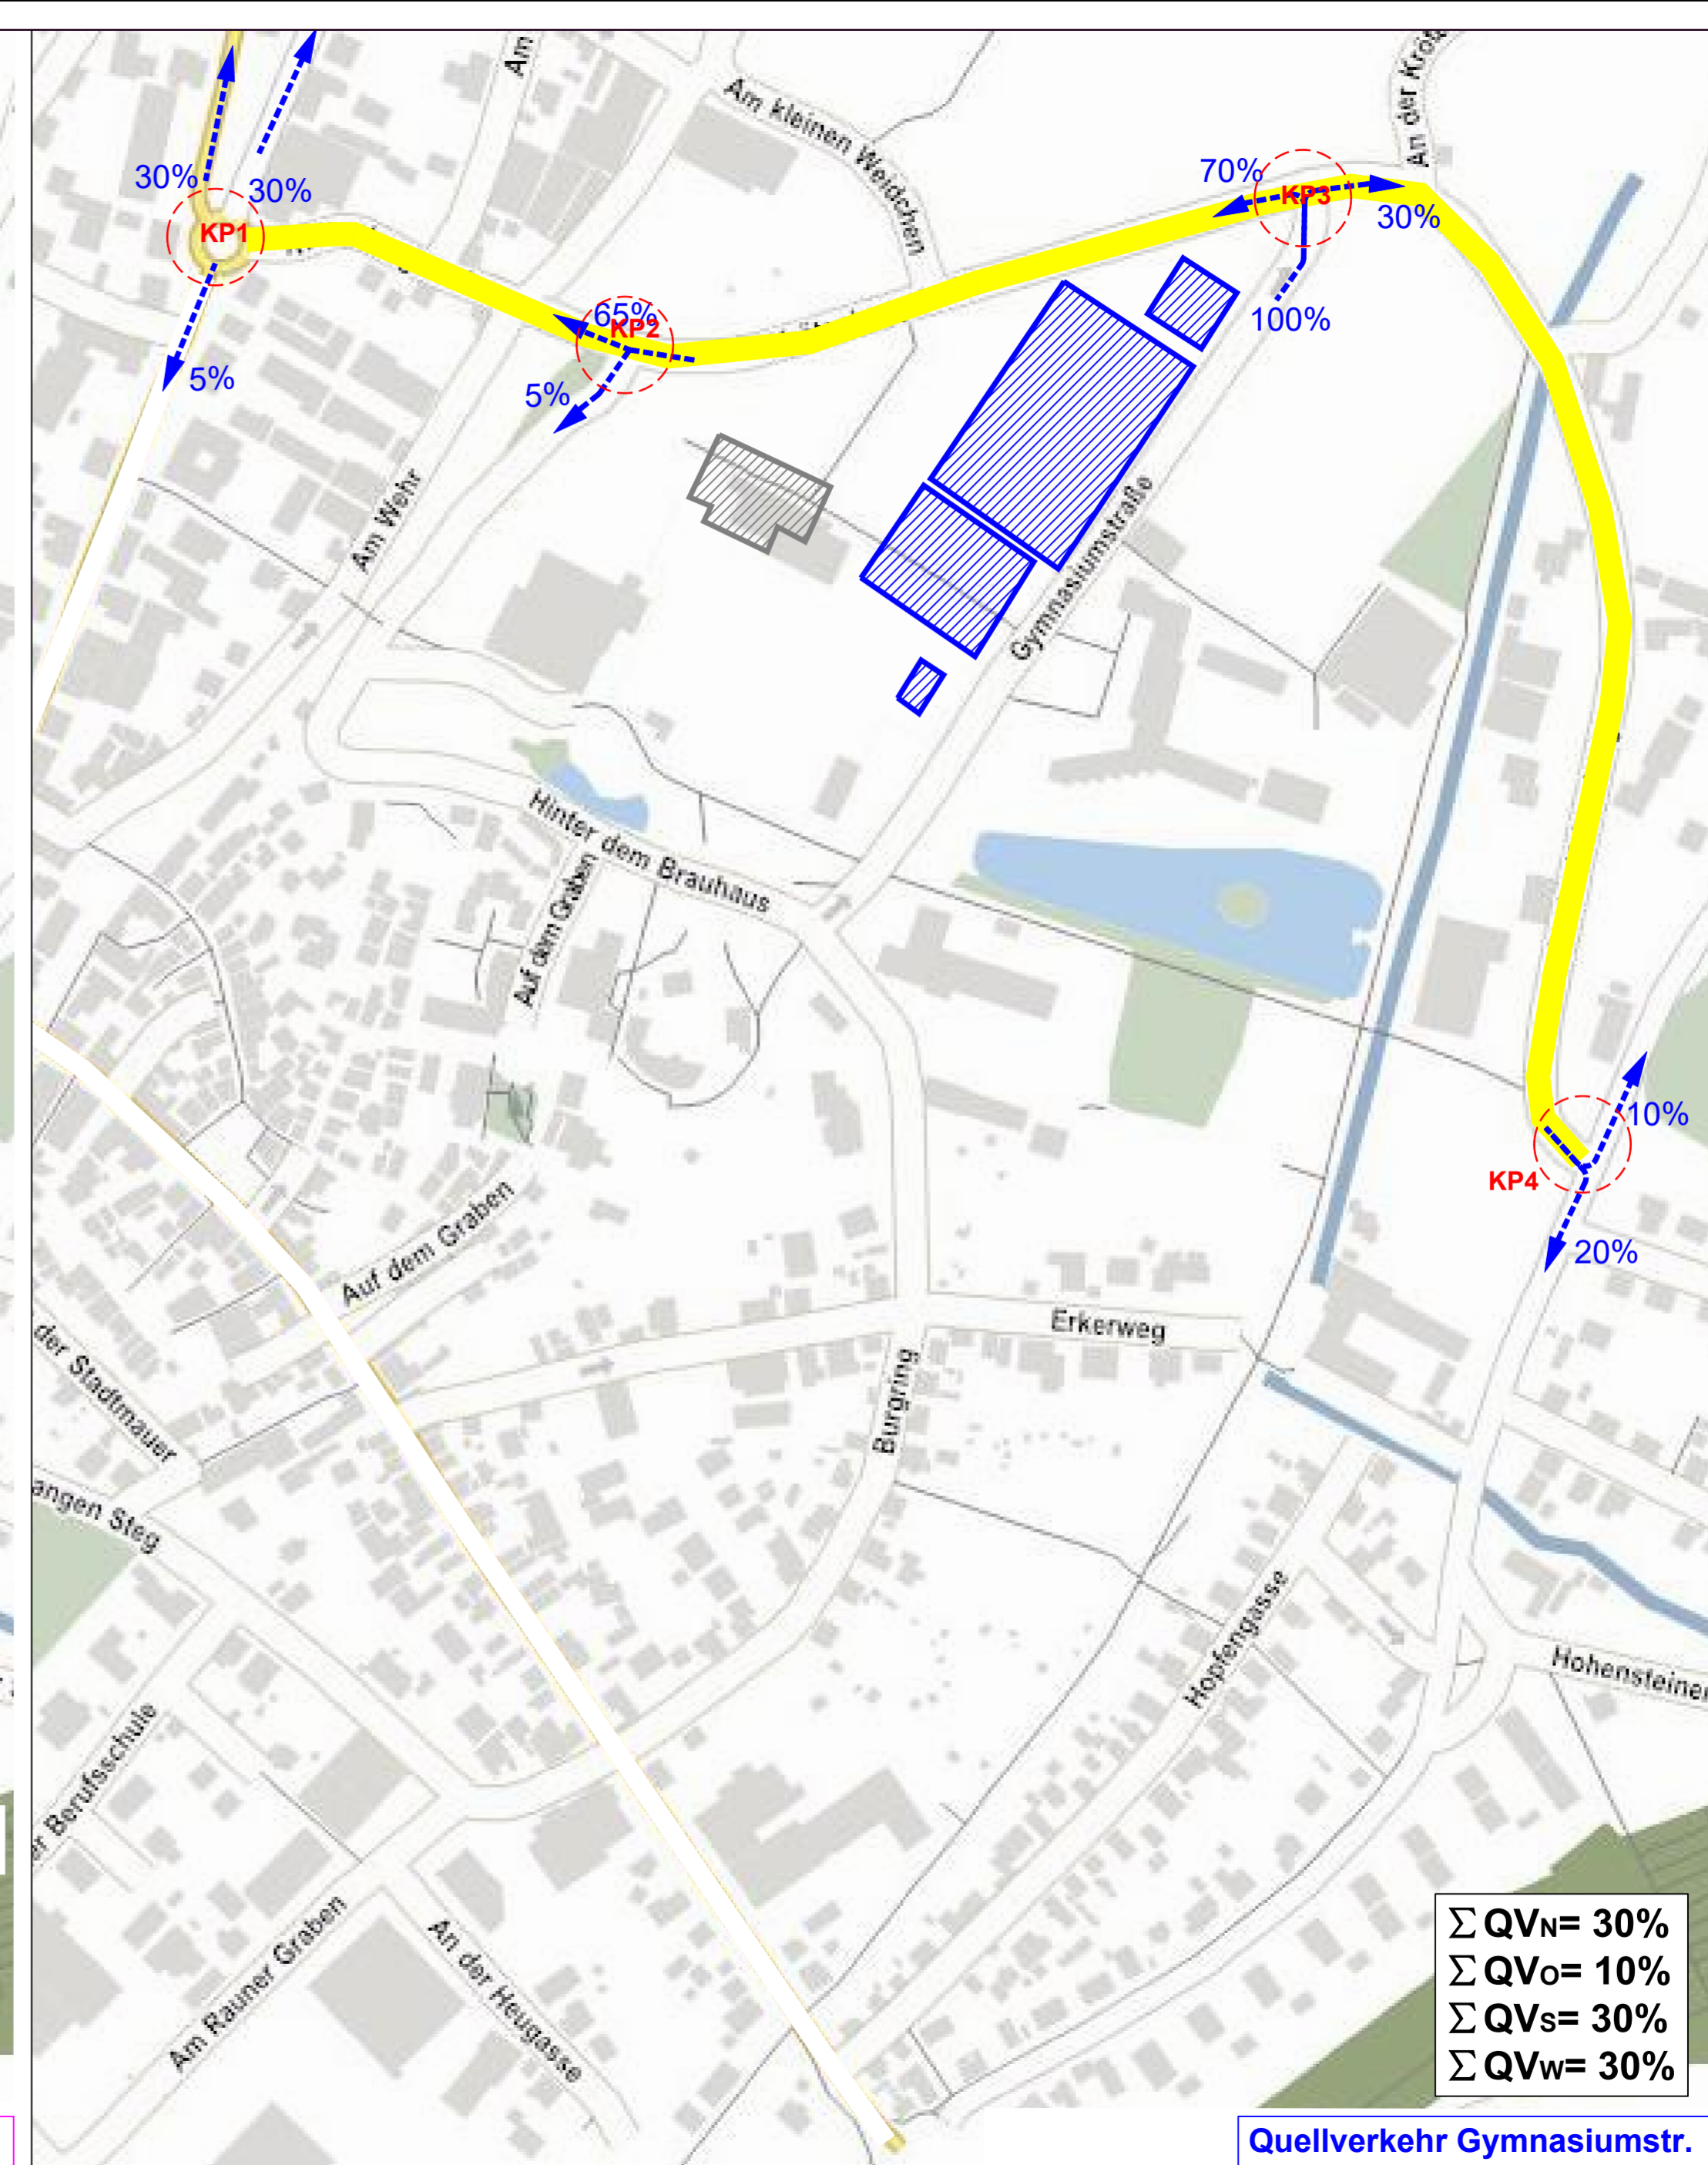 Am
An der Kröt
Am kleinen Weidchen
70%
KP3
30%
30%
30%
KP1
65%
KP2
100%
5%
5%
Am Wehr
Gymnasiumstraße
Hinter dem Brauhaus
Auf dem Graben
10%
KP4
20%
Auf dem Graben
Erkerweg
der Stadtmauer
Burgring
angen Steg
Hopfengasse
Hohensteiner
er Berufsschule
Am Rauner Graben
An der Heugasse
∑ QVN= 30%
∑ QVO= 10%
∑ QVS= 30%
∑ QVW= 30%
Quellverkehr Gymnasiumstr.